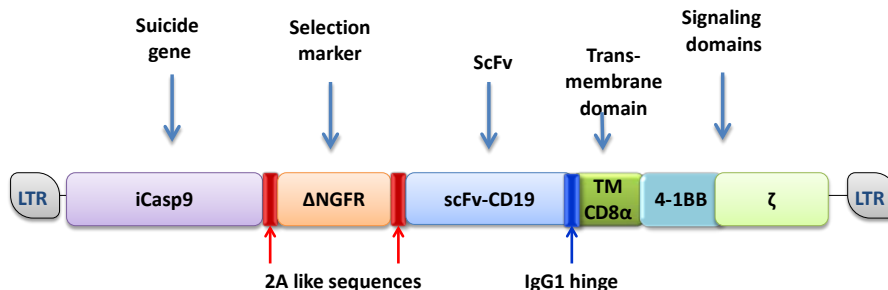 Suicide
gene
Selection
marker
ScFv
Trans-
membrane
domain
Signaling
domains
LTR
iCasp9
ΔNGFR
scFv-CD19
TM
CD8α
4-1BB
ζ
LTR
2A like sequences
IgG1 hinge